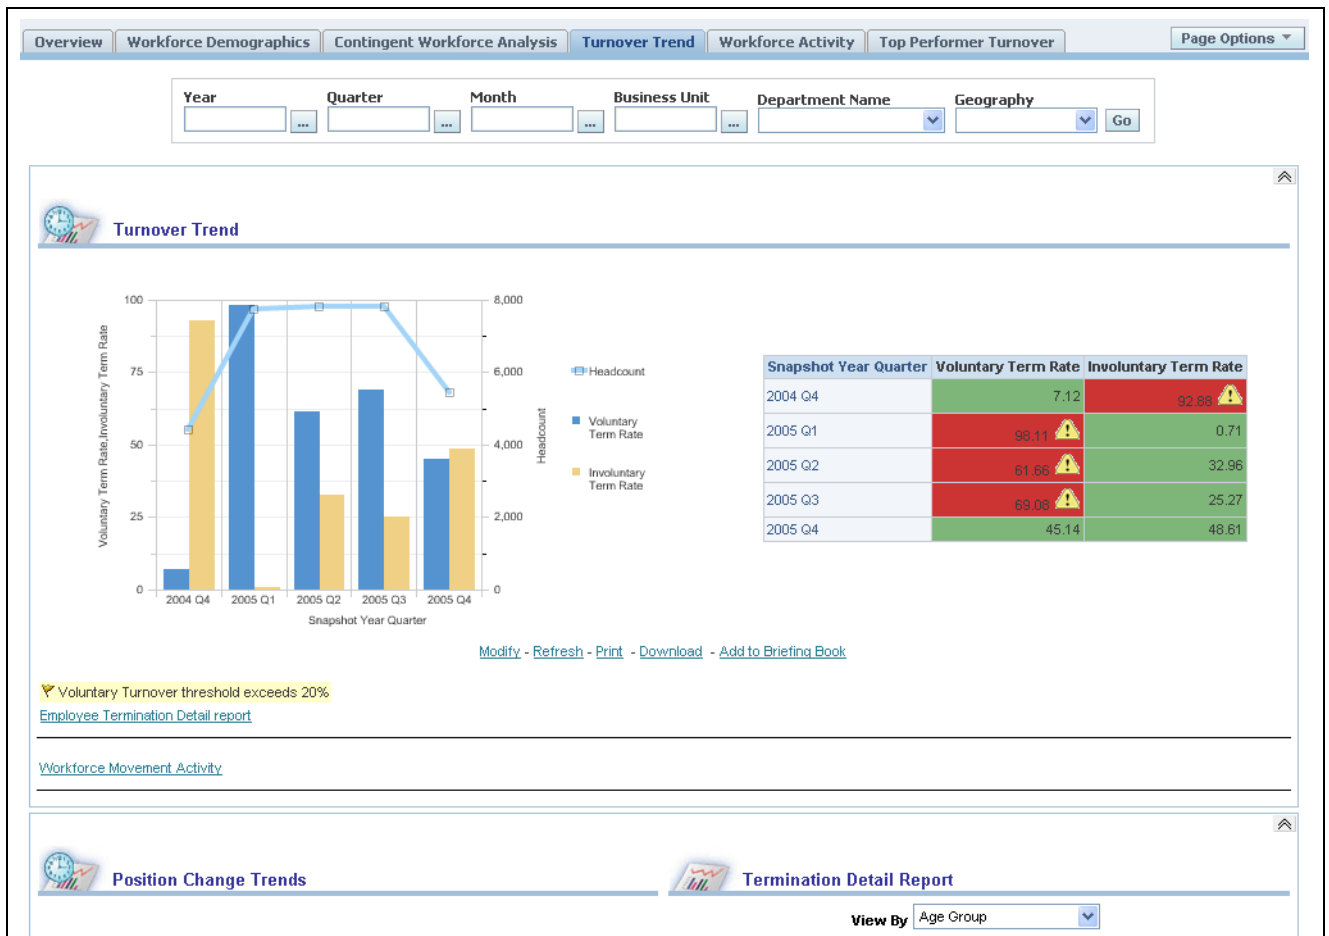 Overview Workforce Demographics Contingent Workforce Analysis Turnover Trend Workforce Activity Top Performer Turnover Page Options
Year Quarter Month Business Unit Department Name Geography
... ... ... ... Go
Turnover Trend
100 8,000
75 6,000
50 4,000
25 2,000
0 0
Voluntary Term Rate,Involuntary Term Rate
Headcount
2004 Q4 2005 Q1 2005 Q2 2005 Q3 2005 Q4
Snapshot Year Quarter
Headcount
Voluntary
Term Rate
Involuntary
Term Rate
Snapshot Year Quarter Voluntary Term Rate Involuntary Term Rate
2004 Q4 7.12 92.88
2005 Q1 98.11 0.71
2005 Q2 61.66 32.96
2005 Q3 69.08 25.27
2005 Q4 45.14 48.61
Modify - Refresh - Print - Download - Add to Briefing Book
Voluntary Turnover threshold exceeds 20%
Employee Termination Detail report
Workforce Movement Activity
Position Change Trends Termination Detail Report
View By Age Group